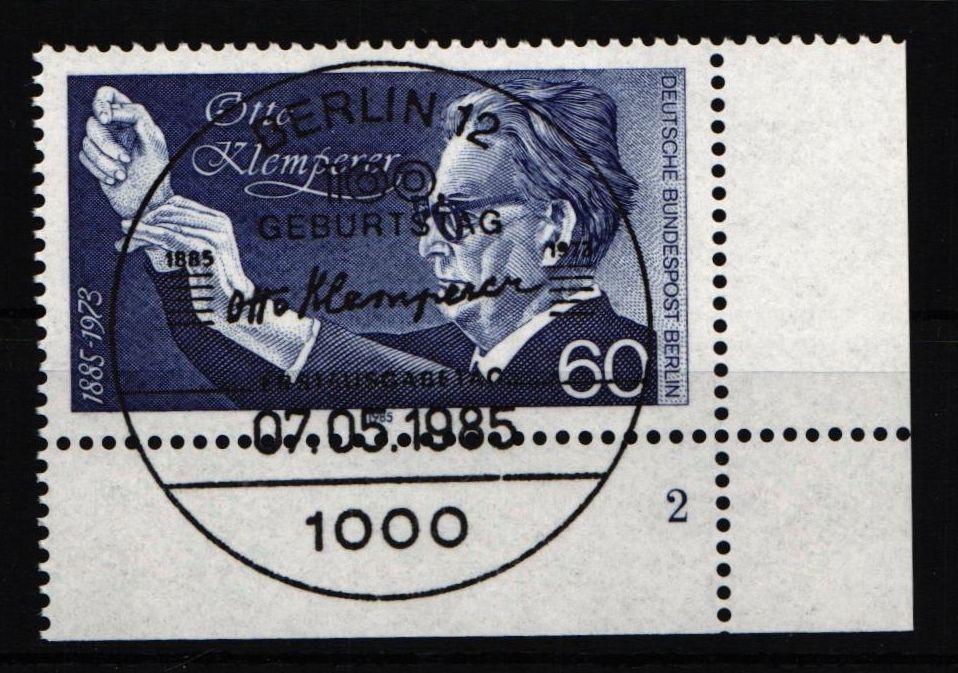 Otto
Klemperer
1885-1973
DEUTSCHE BUNDESPOST BERLIN
60
1985
BERLIN 12
100
GEBURTSTAG
1885
1973
Otto Klemperer
ERSTAUSGABETAG
07.05.1985
1000
2